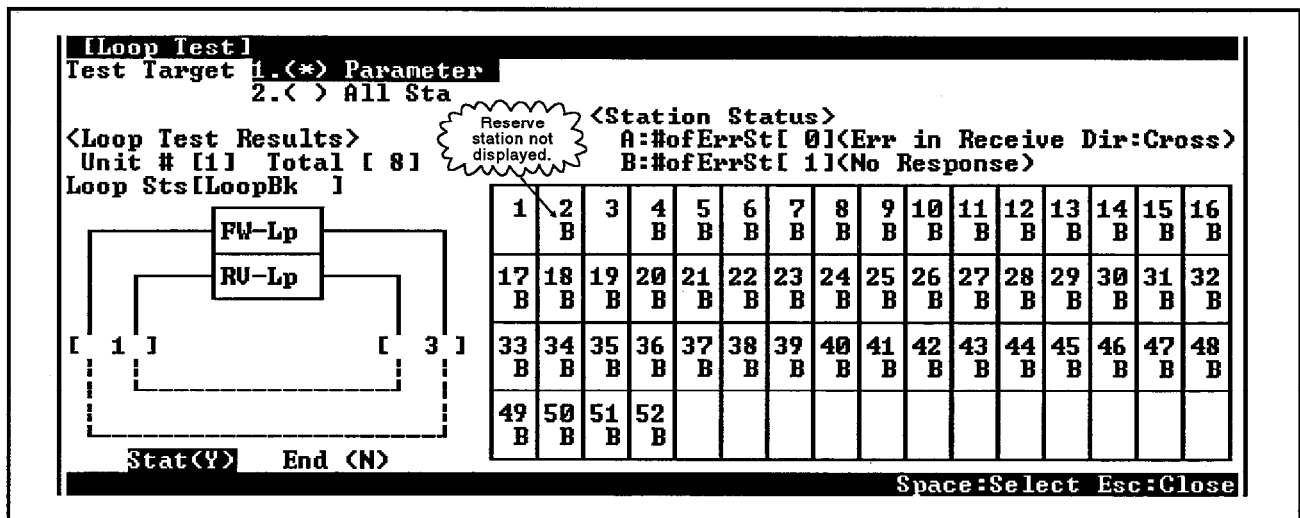 [Loop Test]
Test Target 1.(*) Parameter
2.( ) All Sta
Reserve
station not
displayed.
<Station Status>
A:#ofErrSt[ 0](Err in Receive Dir:Cross)
B:#ofErrSt[ 1](No Response)
<Loop Test Results>
Unit # [1] Total [ 8]
Loop Sts[LoopBk ]
FW-Lp
RV-Lp
[ 1 ] [ 3 ]
1 2 3 4 5 6 7 8 9 10 11 12 13 14 15 16
B B B B B B B B B B B B B B
17 18 19 20 21 22 23 24 25 26 27 28 29 30 31 32
B B B B B B B B B B B B B B B B
33 34 35 36 37 38 39 40 41 42 43 44 45 46 47 48
B B B B B B B B B B B B B B B B
49 50 51 52
B B B B
Stat(Y) End (N)
Space:Select Esc:Close